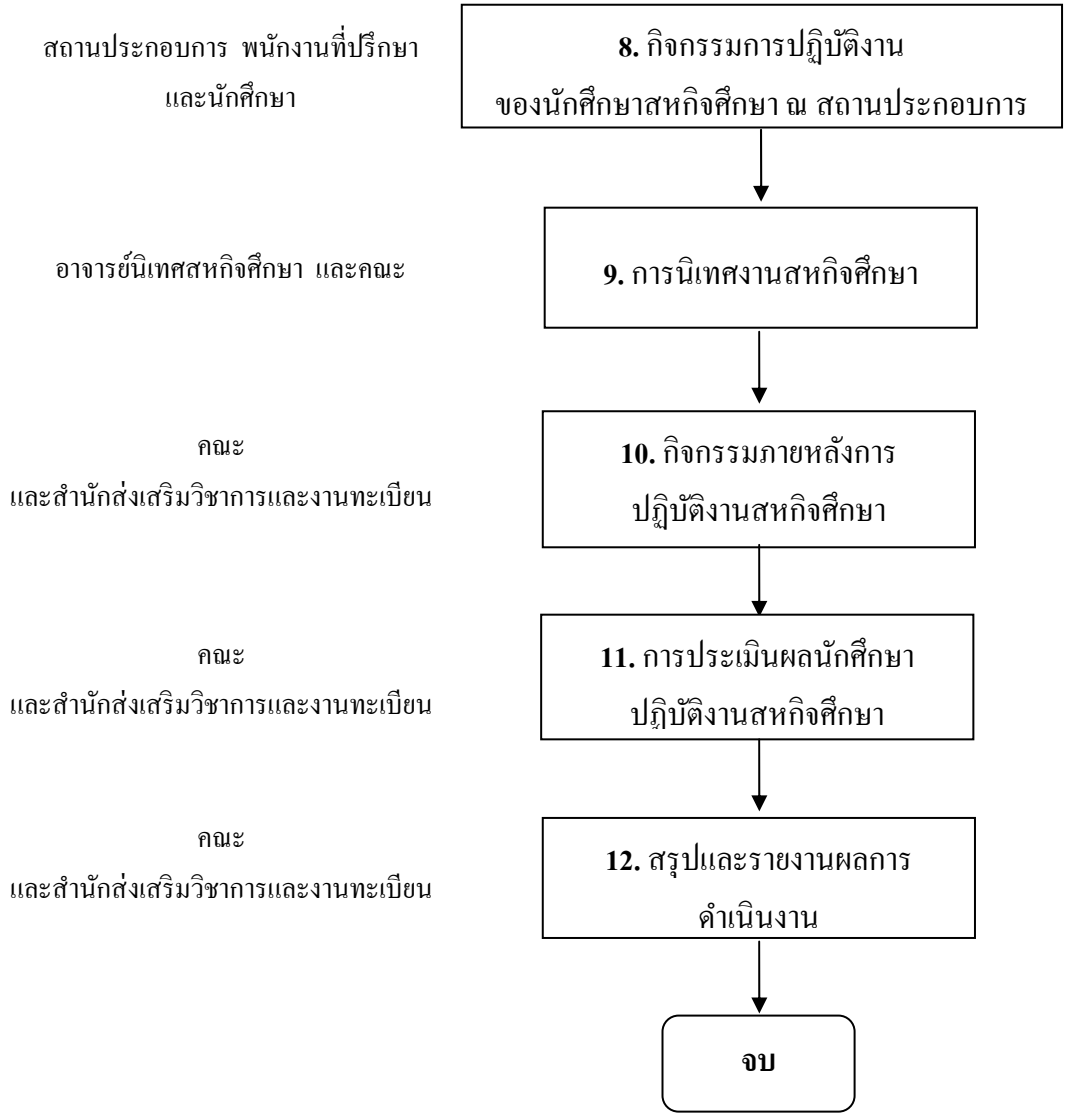 สถานประกอบการ พนักงานที่ปรึกษา
และนักศึกษา
8. กิจกรรมการปฏิบัติงาน
ของนักศึกษาสหกิจศึกษา ณ สถานประกอบการ
อาจารย์นิเทศสหกิจศึกษา และคณะ
9. การนิเทศงานสหกิจศึกษา
คณะ
และสำนักส่งเสริมวิชาการและงานทะเบียน
10. กิจกรรมภายหลังการ
ปฏิบัติงานสหกิจศึกษา
คณะ
และสำนักส่งเสริมวิชาการและงานทะเบียน
11. การประเมินผลนักศึกษา
ปฏิบัติงานสหกิจศึกษา
คณะ
และสำนักส่งเสริมวิชาการและงานทะเบียน
12. สรุปและรายงานผลการ
ดำเนินงาน
จบ